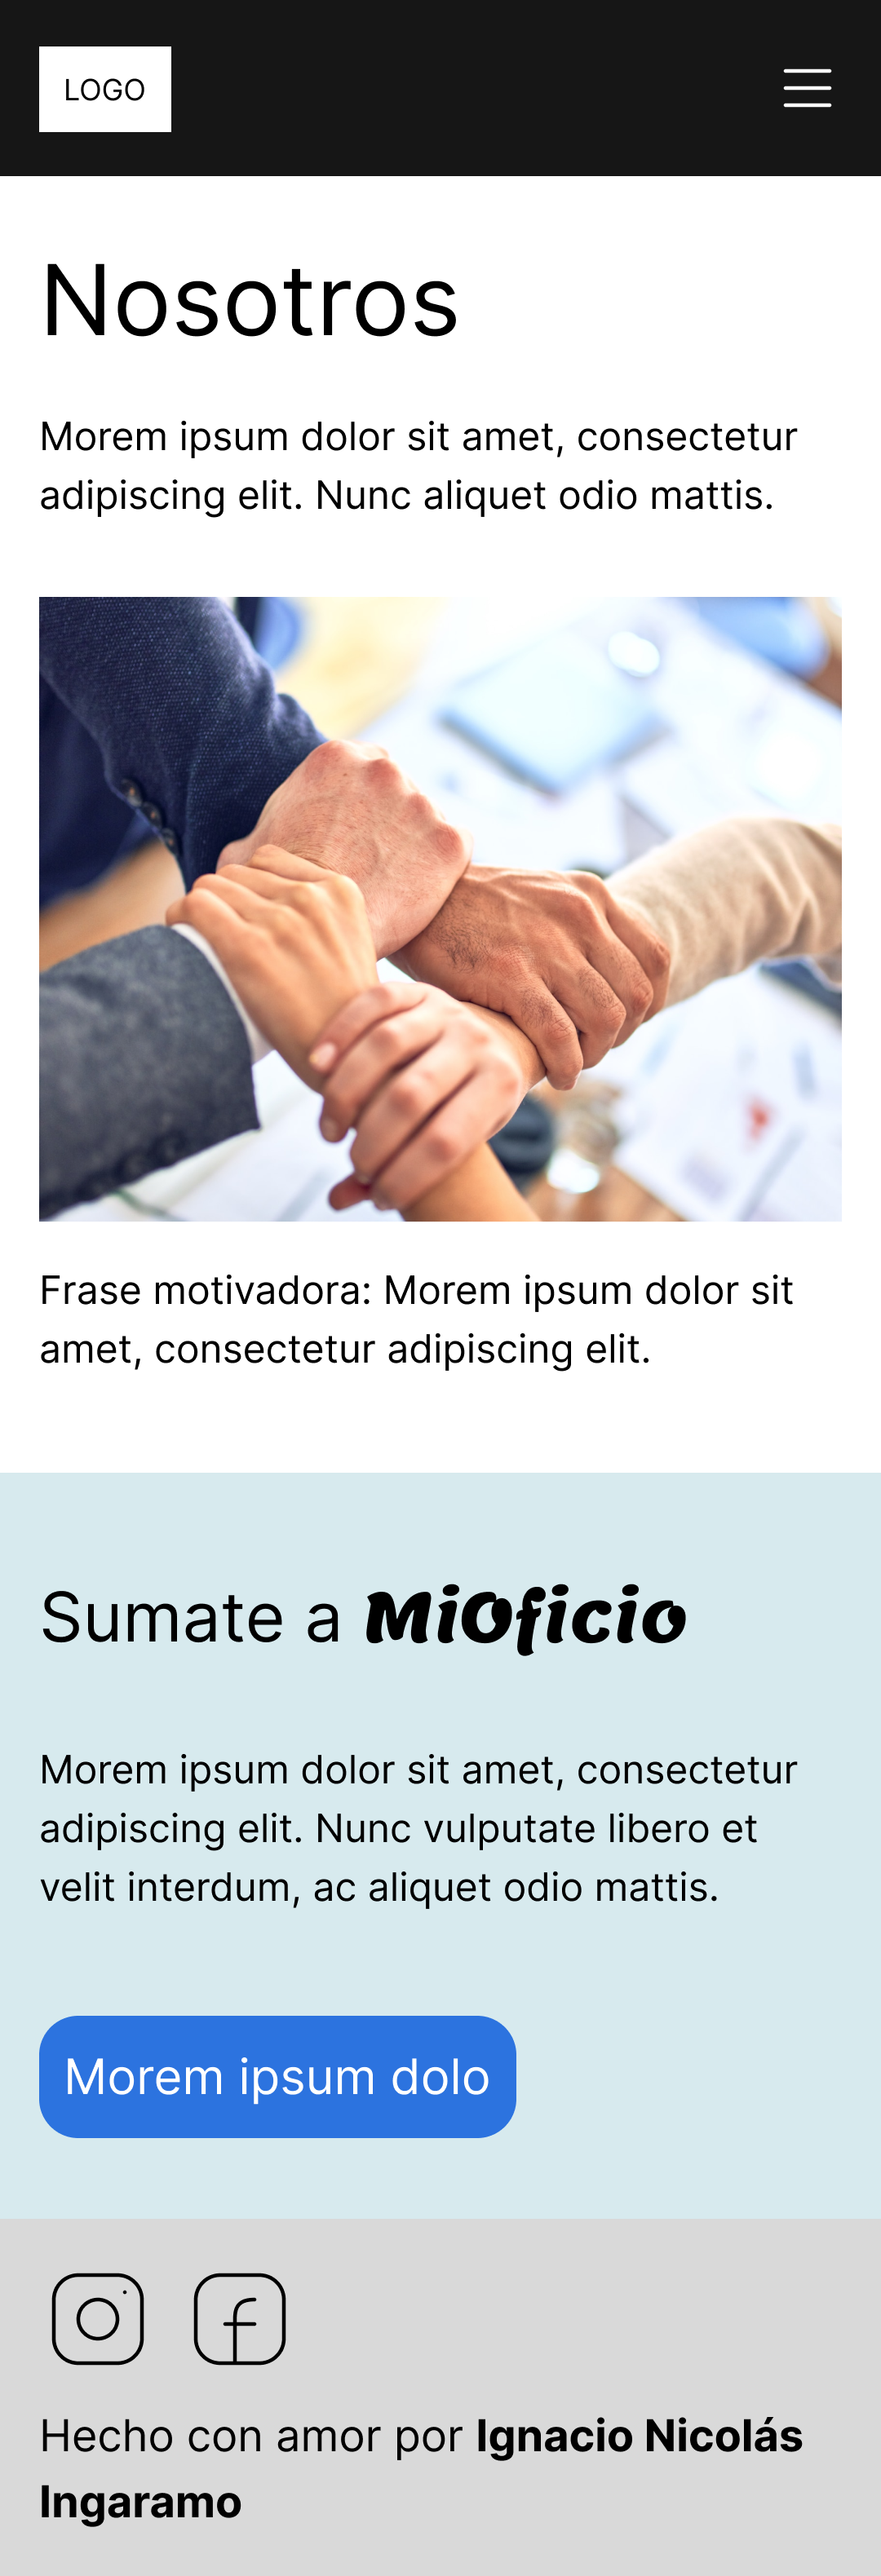 LOGO
Nosotros
Morem ipsum dolor sit amet, consectetur
adipiscing elit. Nunc aliquet odio mattis.
Frase motivadora: Morem ipsum dolor sit
amet, consectetur adipiscing elit.
Sumate a MiOficio
Morem ipsum dolor sit amet, consectetur
adipiscing elit. Nunc vulputate libero et
velit interdum, ac aliquet odio mattis.
Morem ipsum dolo
Hecho con amor por Ignacio Nicolás
Ingaramo